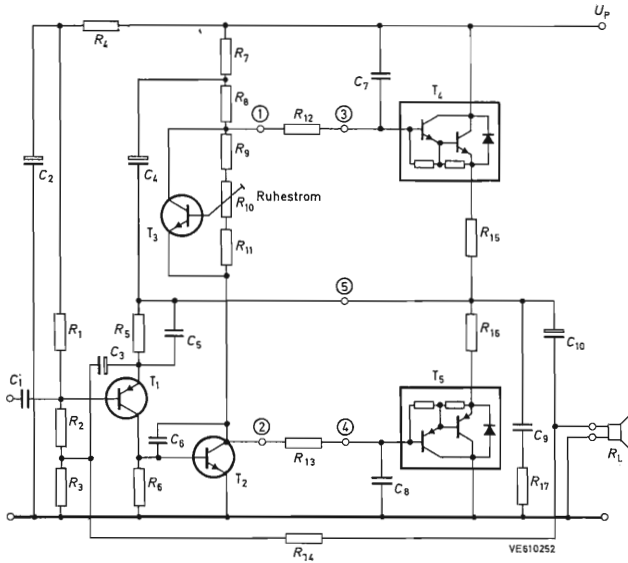 U_P
R_4
R_7
C_7
T_4
R_8
① R_12 ③
C_2
C_4
R_9
R_10
Ruhestrom
T_3
R_11
R_15
⑤
R_1
R_5
C_5
R_16
C_10
C_3
C_i
T_1
T_5
R_2
C_6
② R_13 ④
C_9
R_L
R_3
R_6
T_2
C_8
R_17
R_14
VE610252